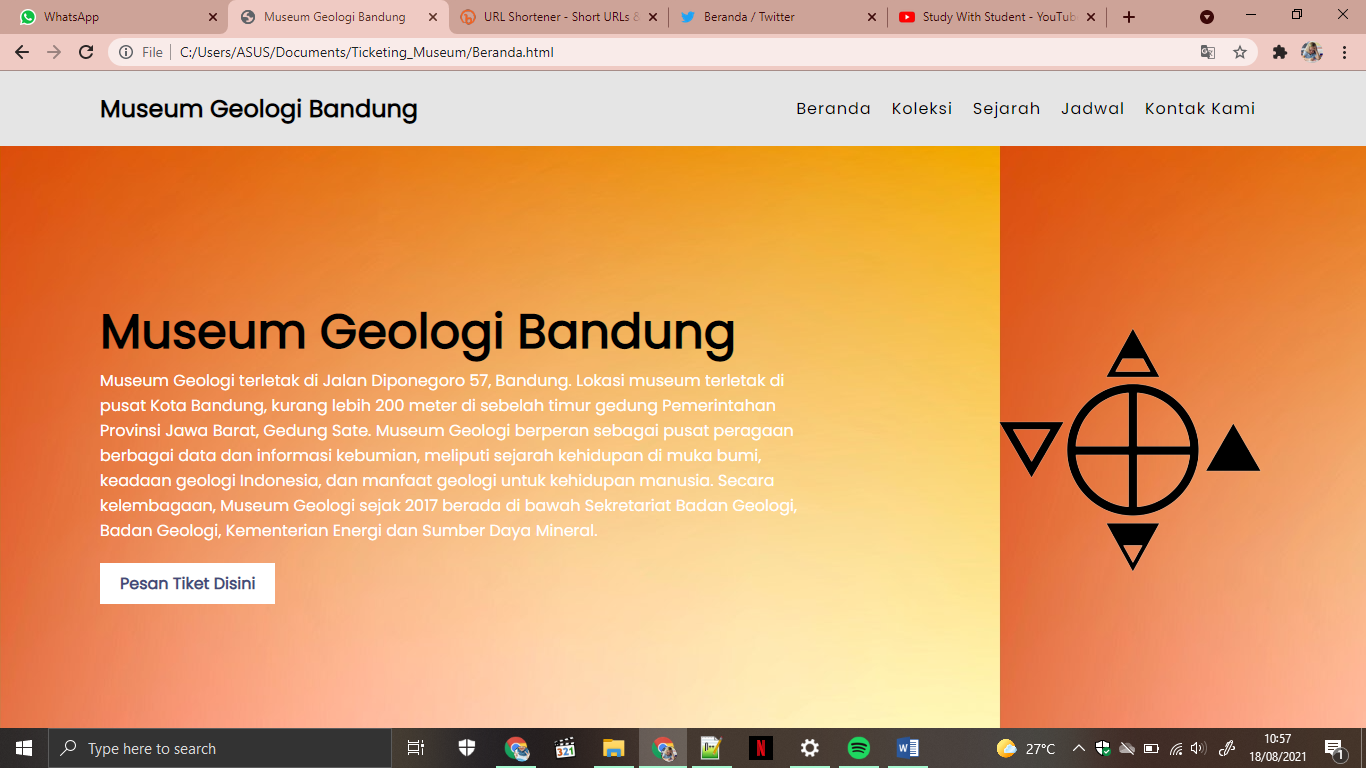 WhatsApp
Museum Geologi Bandung
URL Shortener - Short URLs &
Beranda / Twitter
Study With Student - YouTub
File
C:/Users/ASUS/Documents/Ticketing_Museum/Beranda.html
Museum Geologi Bandung
Beranda Koleksi Sejarah Jadwal Kontak Kami
Museum Geologi Bandung
Museum Geologi terletak di Jalan Diponegoro 57, Bandung. Lokasi museum terletak di
pusat Kota Bandung, kurang lebih 200 meter di sebelah timur gedung Pemerintahan
Provinsi Jawa Barat, Gedung Sate. Museum Geologi berperan sebagai pusat peragaan
berbagai data dan informasi kebumian, meliputi sejarah kehidupan di muka bumi,
keadaan geologi Indonesia, dan manfaat geologi untuk kehidupan manusia. Secara
kelembagaan, Museum Geologi sejak 2017 berada di bawah Sekretariat Badan Geologi,
Badan Geologi, Kementerian Energi dan Sumber Daya Mineral.
Pesan Tiket Disini
Type here to search
321
N
W
27°C
10:57
18/08/2021
1